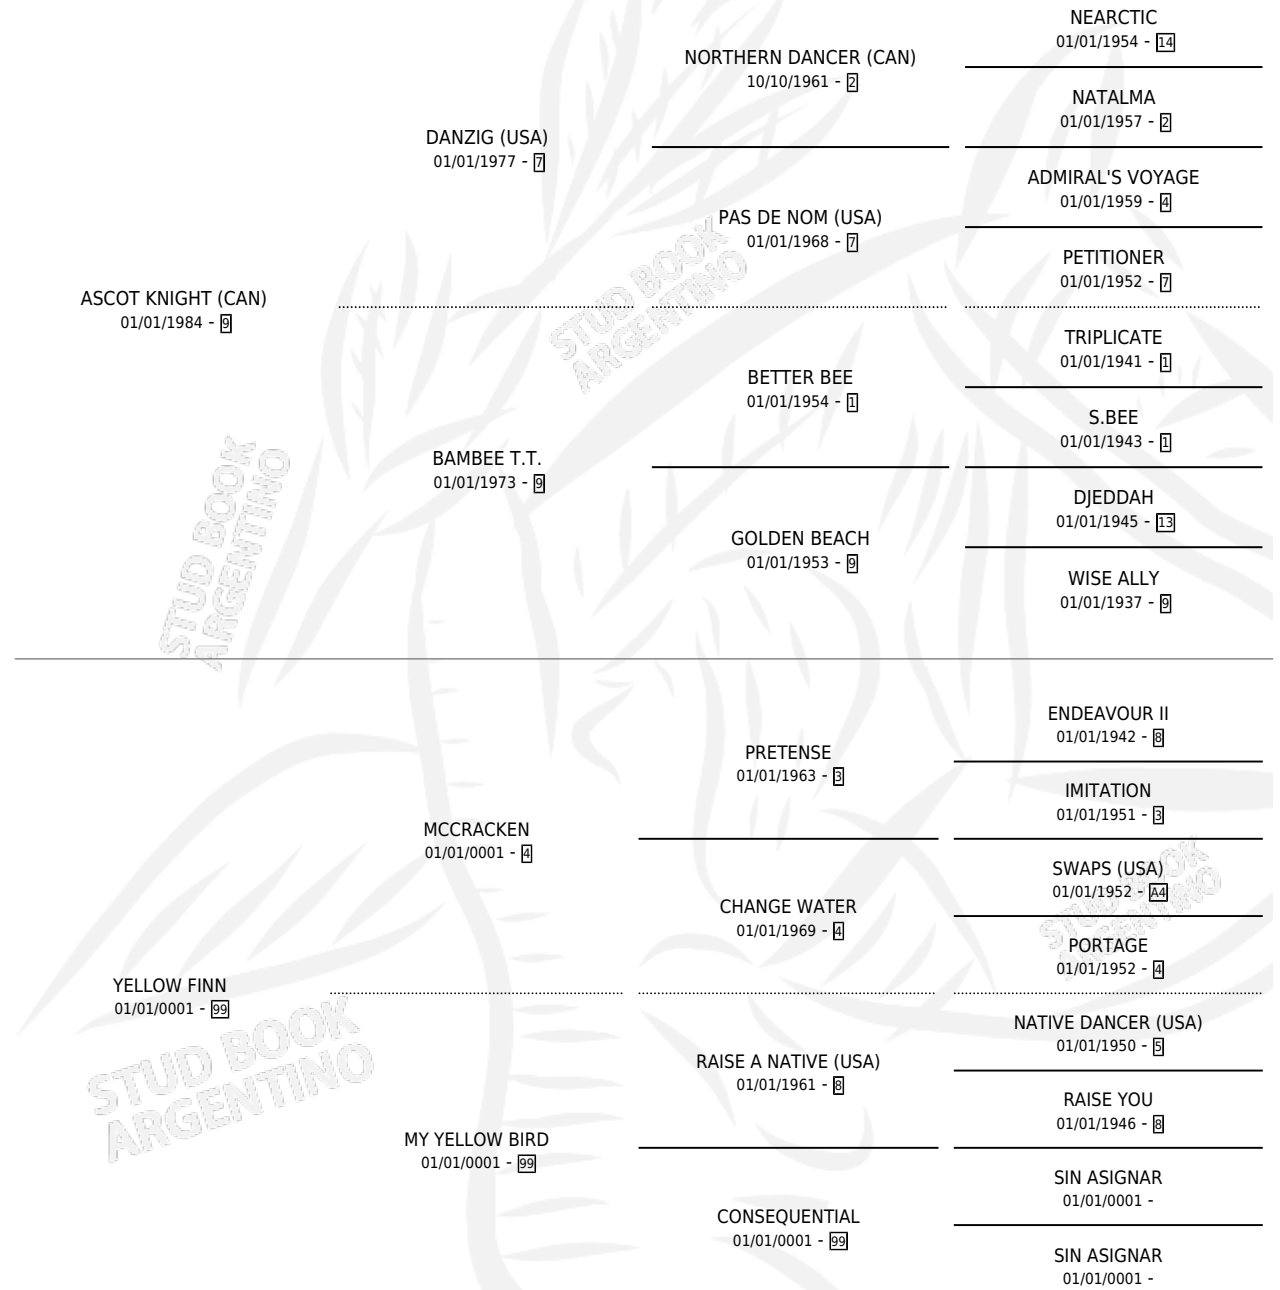 NEARCTIC
01/01/1954 - 14
NORTHERN DANCER (CAN)
10/10/1961 - 2
NATALMA
01/01/1957 - 2
DANZIG (USA)
01/01/1977 - 7
ADMIRAL'S VOYAGE
01/01/1959 - 4
PAS DE NOM (USA)
01/01/1968 - 7
PETITIONER
01/01/1952 - 7
ASCOT KNIGHT (CAN)
01/01/1984 - 9
STUD BOOK
ARGENTINO
TRIPLICATE
01/01/1941 - 1
BETTER BEE
01/01/1954 - 1
S.BEE
01/01/1943 - 1
BAMBEE T.T.
01/01/1973 - 9
DJEDDAH
01/01/1945 - 13
GOLDEN BEACH
01/01/1953 - 9
WISE ALLY
01/01/1937 - 9
STUD BOOK
ARGENTINO
ENDEAVOUR II
01/01/1942 - 8
PRETENSE
01/01/1963 - 3
IMITATION
01/01/1951 - 3
MCCRACKEN
01/01/0001 - 4
SWAPS (USA)
01/01/1952 - A4
CHANGE WATER
01/01/1969 - 4
PORTAGE
01/01/1952 - 4
STUD BOOK
ARGENTINO
YELLOW FINN
01/01/0001 - 99
STUD BOOK
ARGENTINO
NATIVE DANCER (USA)
01/01/1950 - 5
RAISE A NATIVE (USA)
01/01/1961 - 8
RAISE YOU
01/01/1946 - 8
MY YELLOW BIRD
01/01/0001 - 99
SIN ASIGNAR
01/01/0001 -
CONSEQUENTIAL
01/01/0001 - 99
SIN ASIGNAR
01/01/0001 -